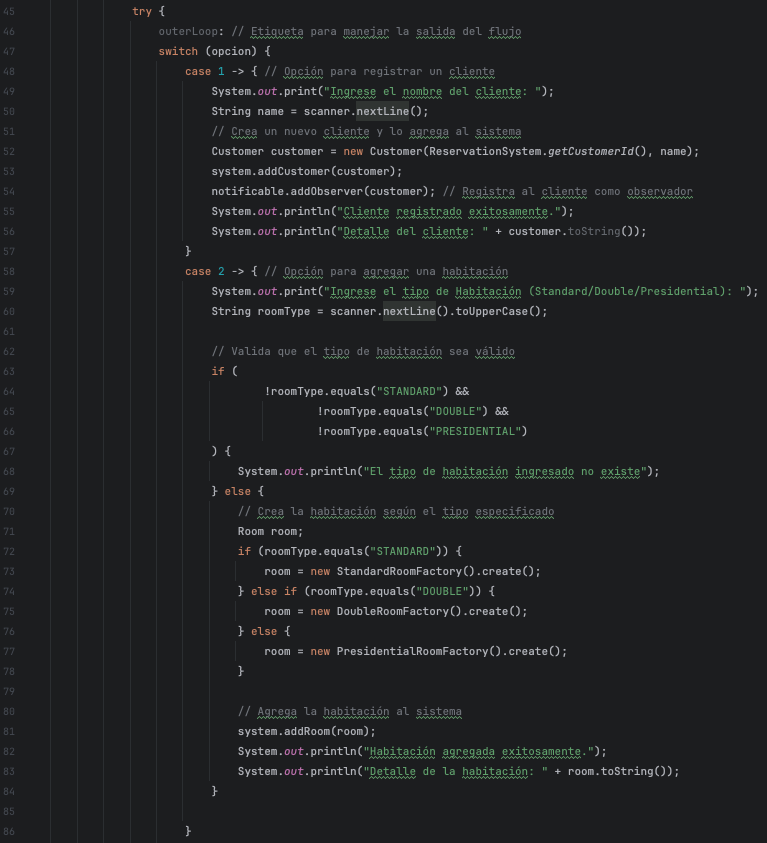 45 try {
46 outerLoop: // Etiqueta para manejar la salida del flujo
47 switch (opcion) {
48 case 1 -> { // Opción para registrar un cliente
49 System.out.print("Ingrese el nombre del cliente: ");
50 String name = scanner.nextLine();
51 // Crea un nuevo cliente y lo agrega al sistema
52 Customer customer = new Customer(ReservationSystem.getCustomerId(), name);
53 system.addCustomer(customer);
54 notificable.addObserver(customer); // Registra al cliente como observador
55 System.out.println("Cliente registrado exitosamente.");
56 System.out.println("Detalle del cliente: " + customer.toString());
57 }
58 case 2 -> { // Opción para agregar una habitación
59 System.out.print("Ingrese el tipo de Habitación (Standard/Double/Presidential): ");
60 String roomType = scanner.nextLine().toUpperCase();
61
62 // Valida que el tipo de habitación sea válido
63 if (
64 !roomType.equals("STANDARD") &&
65 !roomType.equals("DOUBLE") &&
66 !roomType.equals("PRESIDENTIAL")
67 ) {
68 System.out.println("El tipo de habitación ingresado no existe");
69 } else {
70 // Crea la habitación según el tipo especificado
71 Room room;
72 if (roomType.equals("STANDARD")) {
73 room = new StandardRoomFactory().create();
74 } else if (roomType.equals("DOUBLE")) {
75 room = new DoubleRoomFactory().create();
76 } else {
77 room = new PresidentialRoomFactory().create();
78 }
79
80 // Agrega la habitación al sistema
81 system.addRoom(room);
82 System.out.println("Habitación agregada exitosamente.");
83 System.out.println("Detalle de la habitación: " + room.toString());
84 }
85
86 }